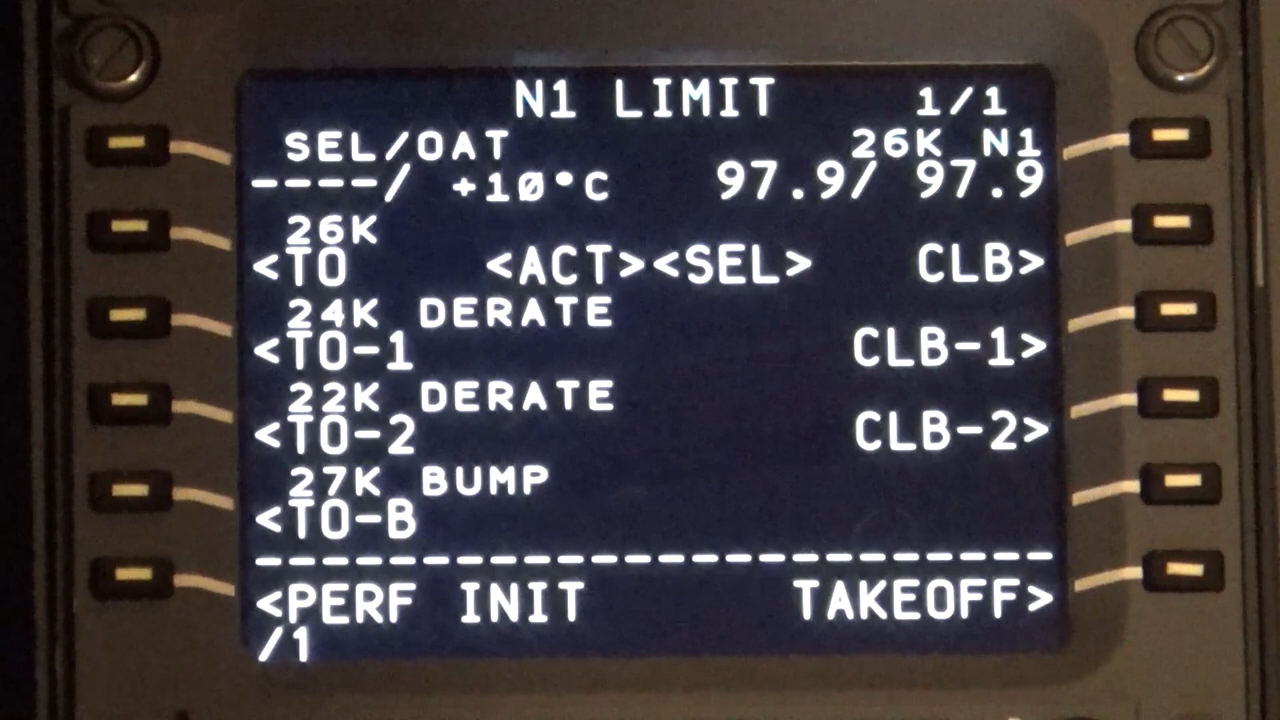 N1 LIMIT 1/1
SEL/OAT 26K N1
----/ +10°C 97.9/ 97.9
26K
<TO <ACT><SEL> CLB>
24K DERATE
<TO-1 CLB-1>
22K DERATE
<TO-2 CLB-2>
27K BUMP
<TO-B
--------------------------
<PERF INIT TAKEOFF>
/1